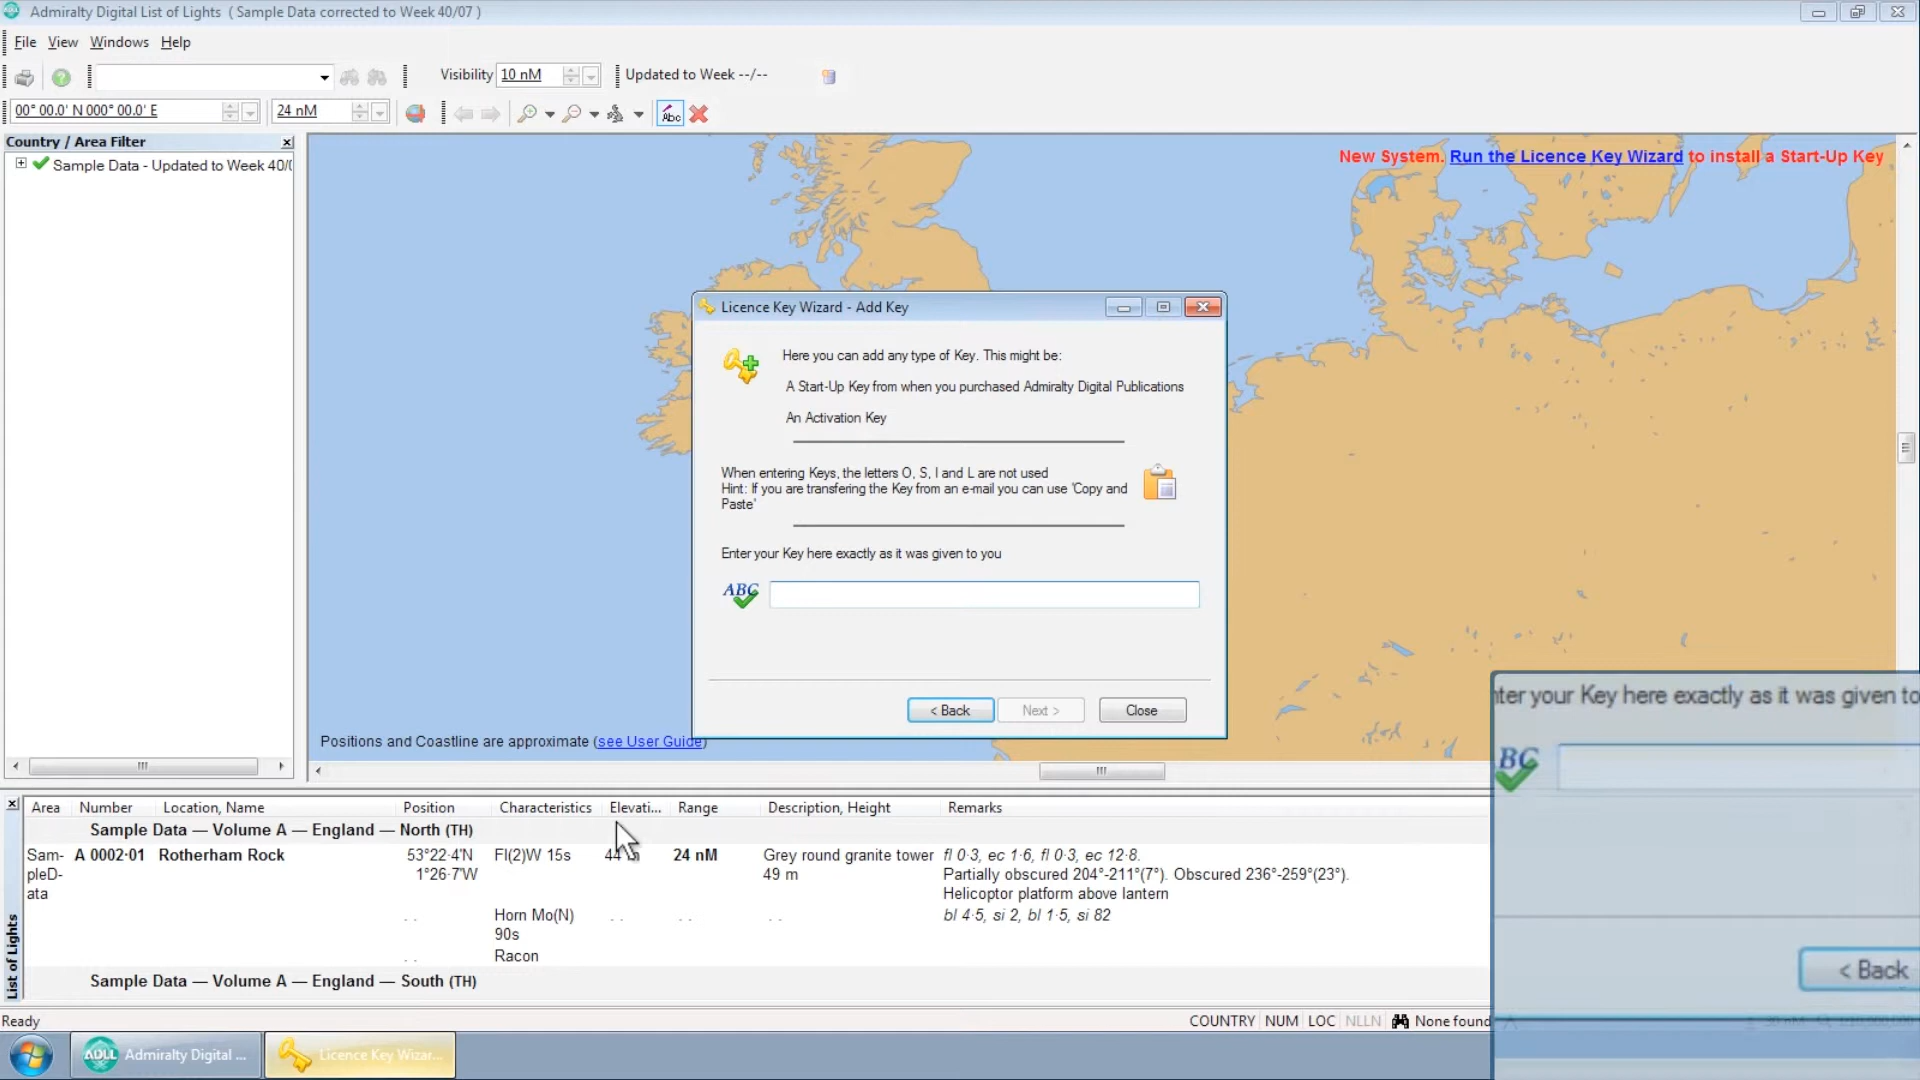 Admiralty Digital List of Lights ( Sample Data corrected to Week 40/07 )
File View Windows Help
Visibility 10 nM Updated to Week --/--
00° 00.0' N 000° 00.0' E 24 nM Abc
Country / Area Filter
Sample Data - Updated to Week 40/0
New System. Run the Licence Key Wizard to install a Start-Up Key
Licence Key Wizard - Add Key
Here you can add any type of Key. This might be:
A Start-Up Key from when you purchased Admiralty Digital Publications
An Activation Key
When entering Keys, the letters O, S, I and L are not used
Hint: If you are transfering the Key from an e-mail you can use 'Copy and
Paste'
Enter your Key here exactly as it was given to you
ABC
< Back Next > Close
Positions and Coastline are approximate (see User Guide)
nter your Key here exactly as it was given to
BC
< Back
Area Number Location, Name Position Characteristics Elevati... Range Description, Height Remarks
Sample Data — Volume A — England — North (TH)
Sam- A 0002·01 Rotherham Rock 53°22·4'N Fl(2)W 15s 24 nM Grey round granite tower fl 0·3, ec 1·6, fl 0·3, ec 12·8.
pleD- 1°26·7'W 49 m Partially obscured 204°-211°(7°). Obscured 236°-259°(23°).
ata Helicoptor platform above lantern
. . Horn Mo(N) . . . . . . bl 4·5, si 2, bl 1·5, si 82
90s
. . Racon
Sample Data — Volume A — England — South (TH)
List of Lights
Ready COUNTRY NUM LOC NLLN None found
ADLL Admiralty Digital ... Licence Key Wizar...